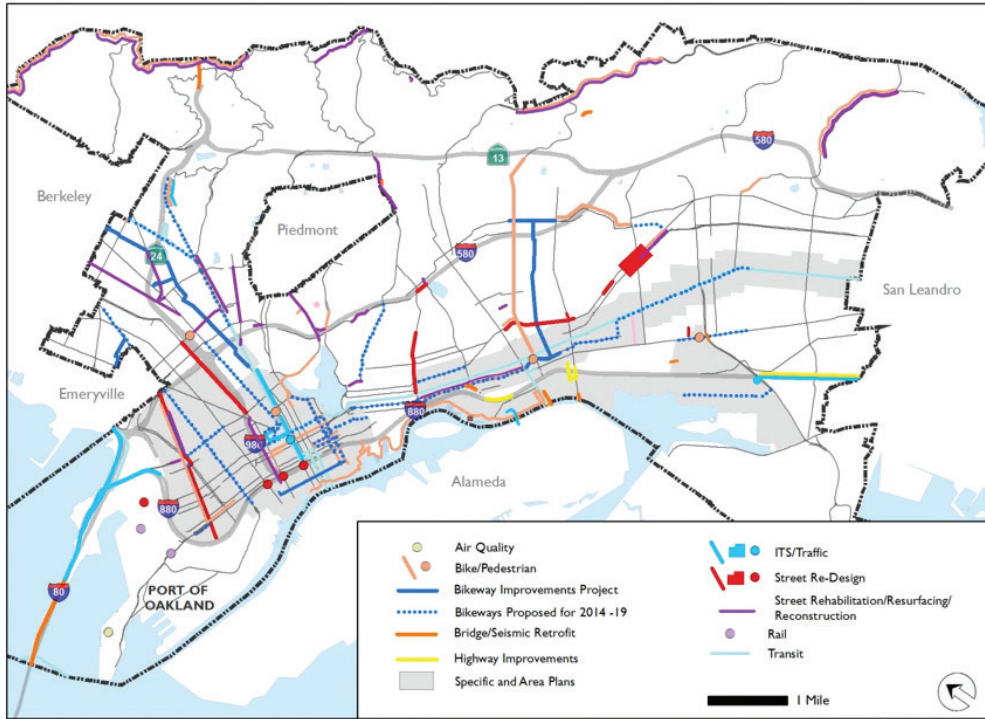 13
580
Berkeley
Piedmont
24
580
San Leandro
Emeryville
880
980
Alameda
880
80
PORT OF
OAKLAND
Air Quality
Bike/Pedestrian
Bikeway Improvements Project
Bikeways Proposed for 2014 -19
Bridge/Seismic Retrofit
Highway Improvements
Specific and Area Plans
ITS/Traffic
Street Re-Design
Street Rehabilitation/Resurfacing/
Reconstruction
Rail
Transit
1 Mile